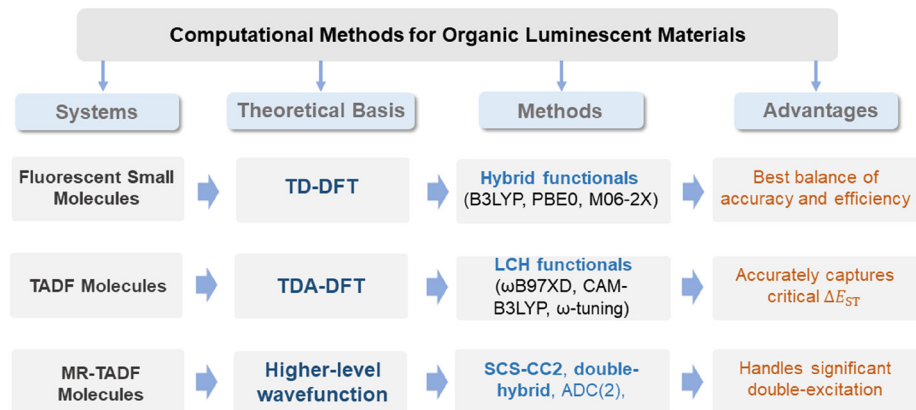 Computational Methods for Organic Luminescent Materials
Systems
Theoretical Basis
Methods
Advantages
Fluorescent Small
Molecules
TD-DFT
Hybrid functionals
(B3LYP, PBE0, M06-2X)
Best balance of
accuracy and efficiency
TADF Molecules
TDA-DFT
LCH functionals
(ωB97XD, CAM-
B3LYP, ω-tuning)
Accurately captures
critical ΔE_ST
MR-TADF
Molecules
Higher-level
wavefunction
SCS-CC2, double-
hybrid, ADC(2),
Handles significant
double-excitation